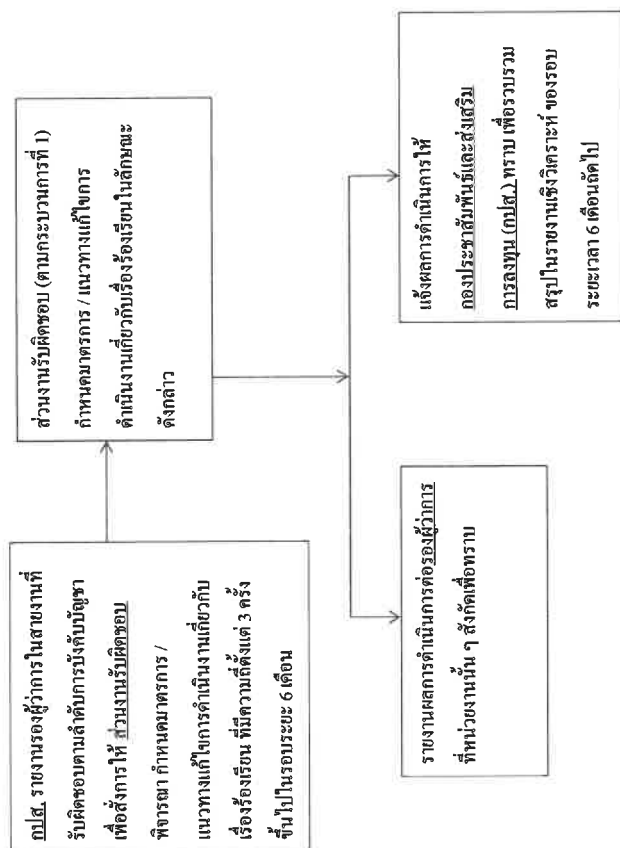 กปส. รายงานรองผู้ว่าการในสายงานที่
รับผิดชอบตามลำดับการบังคับบัญชา
เพื่อสั่งการให้ ส่วนงานรับผิดชอบ
พิจารณา กำหนดมาตรการ /
แนวทางแก้ไขการดำเนินงานเกี่ยวกับ
เรื่องร้องเรียน ที่มีความถี่ตั้งแต่ 3 ครั้ง
ขึ้นไปในรอบระยะ 6 เดือน
ส่วนงานรับผิดชอบ (ตามกระบวนการที่ 1)
กำหนดมาตรการ / แนวทางแก้ไขการ
ดำเนินงานเกี่ยวกับเรื่องร้องเรียนในลักษณะ
ดังกล่าว
รายงานผลการดำเนินการต่อรองผู้ว่าการ
ที่หน่วยงานนั้น ๆ สังกัดเพื่อทราบ
แจ้งผลการดำเนินการให้
กองประชาสัมพันธ์และส่งเสริม
การลงทุน (กปส.) ทราบ เพื่อรวบรวม
สรุปในรายงานเชิงวิเคราะห์ ของรอบ
ระยะเวลา 6 เดือนถัดไป